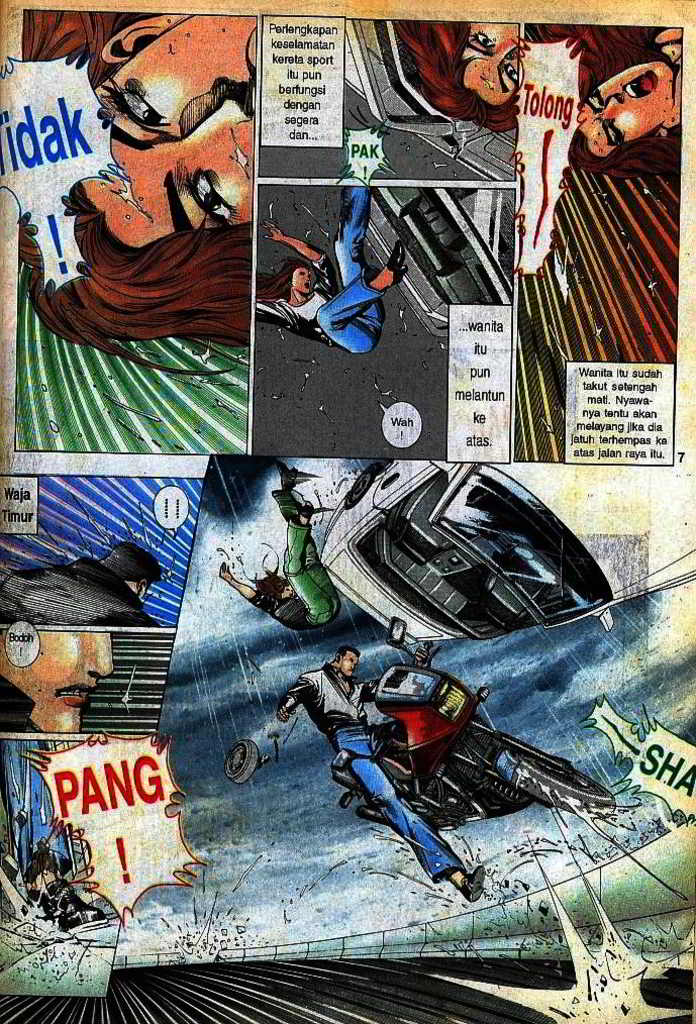 Tidak
!
Perlengkapan
keselamatan
kereta sport
itu pun
berfungsi
dengan
segera
dan...
PAK
!
...wanita
itu
pun
melantun
ke
atas.
Wah
!
Tolong
!
Wanita itu sudah
takut setengah
mati. Nyawa-
nya tentu akan
melayang jika dia
jatuh terhempas ke
atas jalan raya itu.
7
Waja
Timur
!!!!
Bodoh
!
PANG
!
SHA